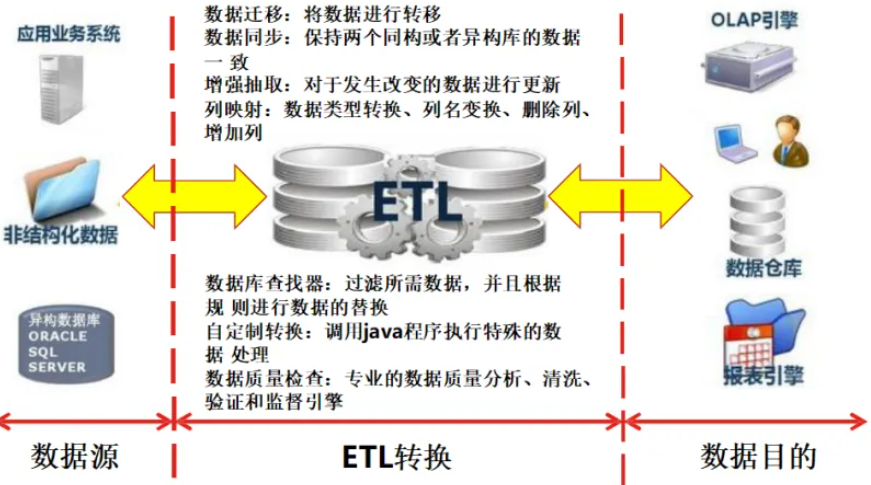 应用业务系统
非结构化数据
异构数据库
ORACLE
SQL
SERVER
数据迁移：将数据进行转移
数据同步：保持两个同构或者异构库的数据
一 致
增强抽取：对于发生改变的数据进行更新
列映射：数据类型转换、列名变换、删除列、
增加列
ETL
数据库查找器：过滤所需数据，并且根据
规 则进行数据的替换
自定制转换：调用java程序执行特殊的数
据 处理
数据质量检查：专业的数据质量分析、清洗、
验证和监督引擎
OLAP引擎
数据仓库
报表引擎
数据源
ETL转换
数据目的